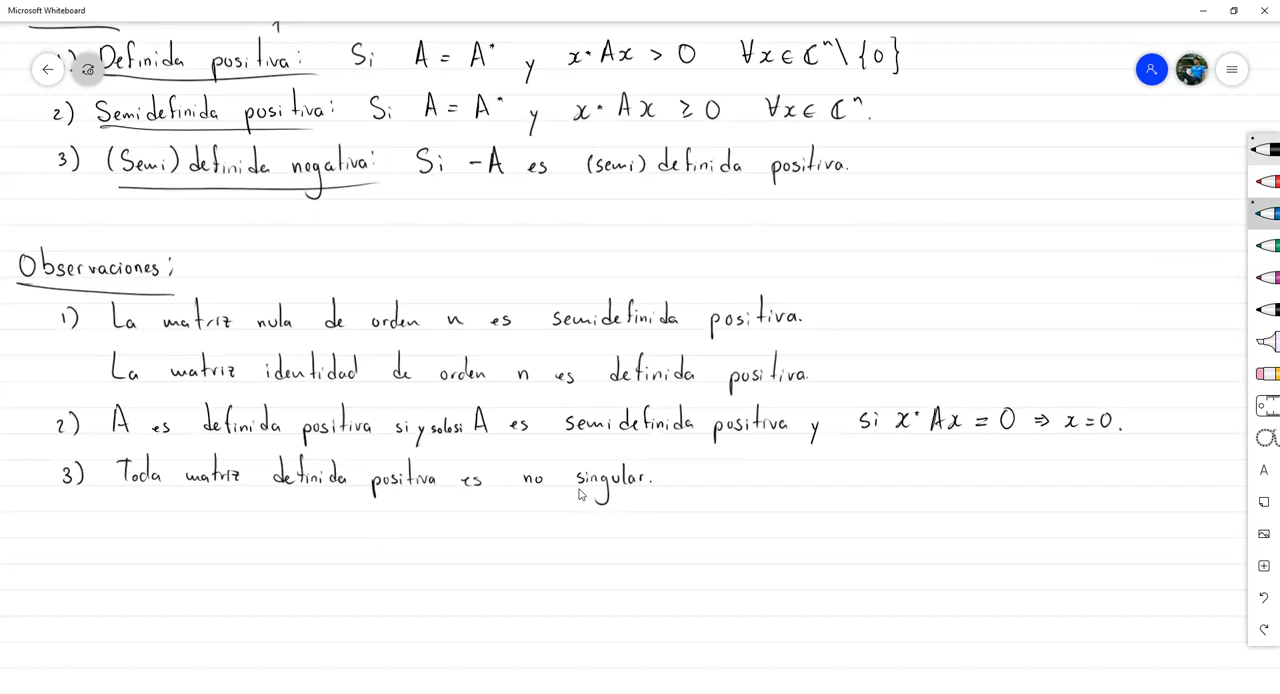 Microsoft Whiteboard
1) Definida positiva: Si A = A* y x* Ax > 0 ∀x ∈ ℂⁿ \ {0}
2) Semidefinida positiva: Si A = A* y x* Ax ≥ 0 ∀x ∈ ℂⁿ.
3) (Semi) definida negativa: Si -A es (semi) definida positiva.
Observaciones:
1) La matriz nula de orden n es semidefinida positiva.
La matriz identidad de orden n es definida positiva.
2) A es definida positiva si y solo si A es semidefinida positiva y si x* Ax = 0 ⇒ x = 0.
3) Toda matriz definida positiva es no singular.
A